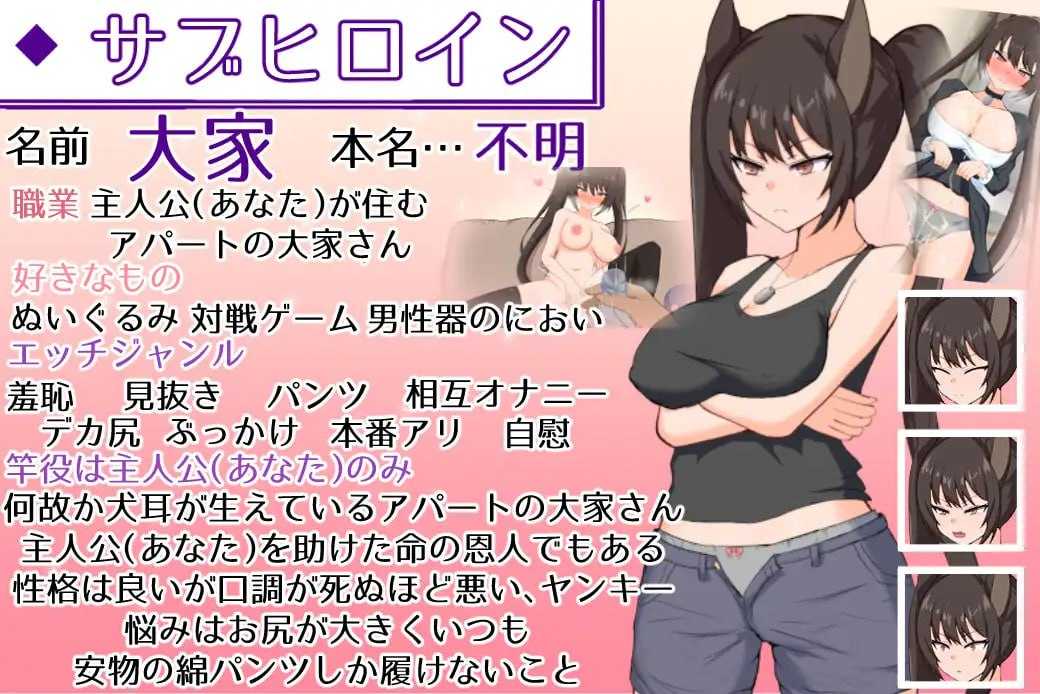 ◆ サブヒロイン
名前 大家 本名…不明
職業 主人公(あなた)が住む
アパートの大家さん
好きなもの
ぬいぐるみ 対戦ゲーム 男性器のにおい
エッチジャンル
羞恥 見抜き パンツ 相互オナニー
デカ尻 ぶっかけ 本番アリ 自慰
竿役は主人公(あなた)のみ
何故か犬耳が生えているアパートの大家さん
主人公(あなた)を助けた命の恩人でもある
性格は良いが口調が死ぬほど悪い、ヤンキー
悩みはお尻が大きくいつも
安物の綿パンツしか履けないこと